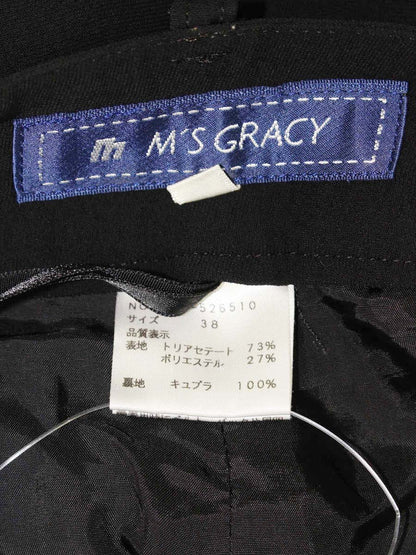 M'S GRACY
NO. 526510
サイズ 38
品質表示
表地 トリアセテート 73%
ポリエステル 27%
裏地 キュプラ 100%